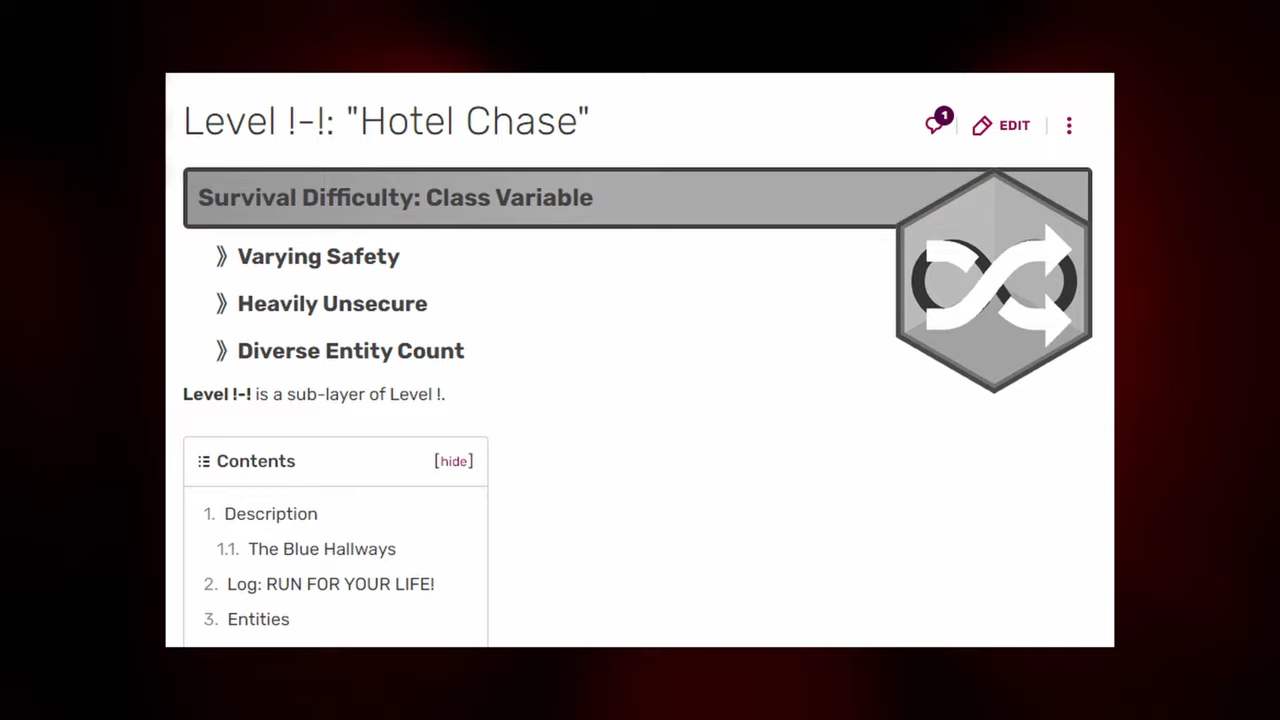 Level !-!: "Hotel Chase"
1
EDIT
Survival Difficulty: Class Variable
》 Varying Safety
》 Heavily Unsecure
》 Diverse Entity Count
Level !-! is a sub-layer of Level !.
Contents [hide]
1. Description
1.1. The Blue Hallways
2. Log: RUN FOR YOUR LIFE!
3. Entities